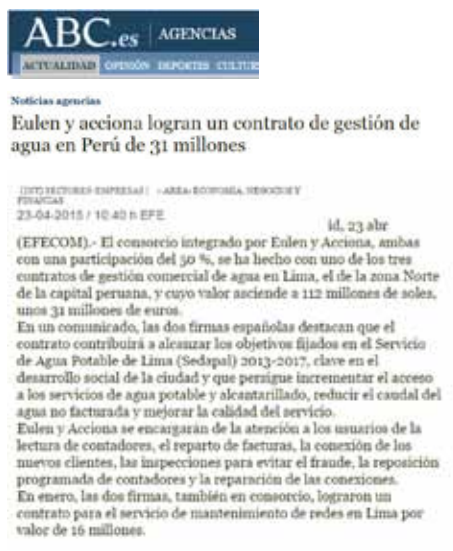 ABC.es AGENCIAS
ACTUALIDAD OPINIÓN DEPORTES CULTUR
Noticias agencias
Eulen y acciona logran un contrato de gestión de
agua en Perú de 31 millones
(INT) SECTORES-EMPRESAS | - AREA: ECONOMIA, NEGOCIOS Y
FINANZAS
23-04-2015 / 10:40 h EFE
id, 23 abr
(EFECOM).- El consorcio integrado por Eulen y Acciona, ambas
con una participación del 50 %, se ha hecho con uno de los tres
contratos de gestión comercial de agua en Lima, el de la zona Norte
de la capital peruana, y cuyo valor asciende a 112 millones de soles,
unos 31 millones de euros.
En un comunicado, las dos firmas españolas destacan que el
contrato contribuirá a alcanzar los objetivos fijados en el Servicio
de Agua Potable de Lima (Sedapal) 2013-2017, clave en el
desarrollo social de la ciudad y que persigue incrementar el acceso
a los servicios de agua potable y alcantarillado, reducir el caudal del
agua no facturada y mejorar la calidad del servicio.
Eulen y Acciona se encargarán de la atención a los usuarios de la
lectura de contadores, el reparto de facturas, la conexión de los
nuevos clientes, las inspecciones para evitar el fraude, la reposición
programada de contadores y la reparación de las conexiones.
En enero, las dos firmas, también en consorcio, lograron un
contrato para el servicio de mantenimiento de redes en Lima por
valor de 16 millones.